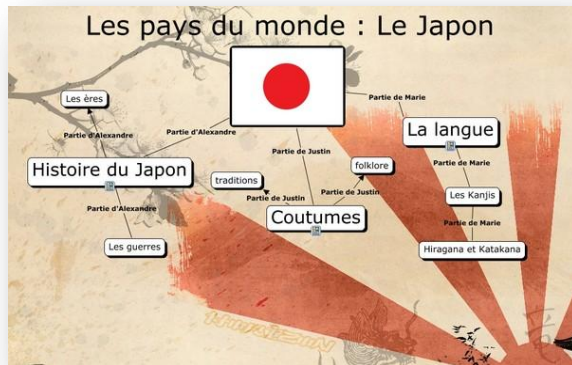 Les pays du monde : Le Japon
Les ères
Partie d'Alexandre
Partie d'Alexandre
Histoire du Japon
Partie d'Alexandre
Les guerres
Partie de Justin
traditions
folklore
Partie de Justin
Partie de Justin
Coutumes
Partie de Marie
La langue
Partie de Marie
Les Kanjis
Partie de Marie
Hiragana et Katakana